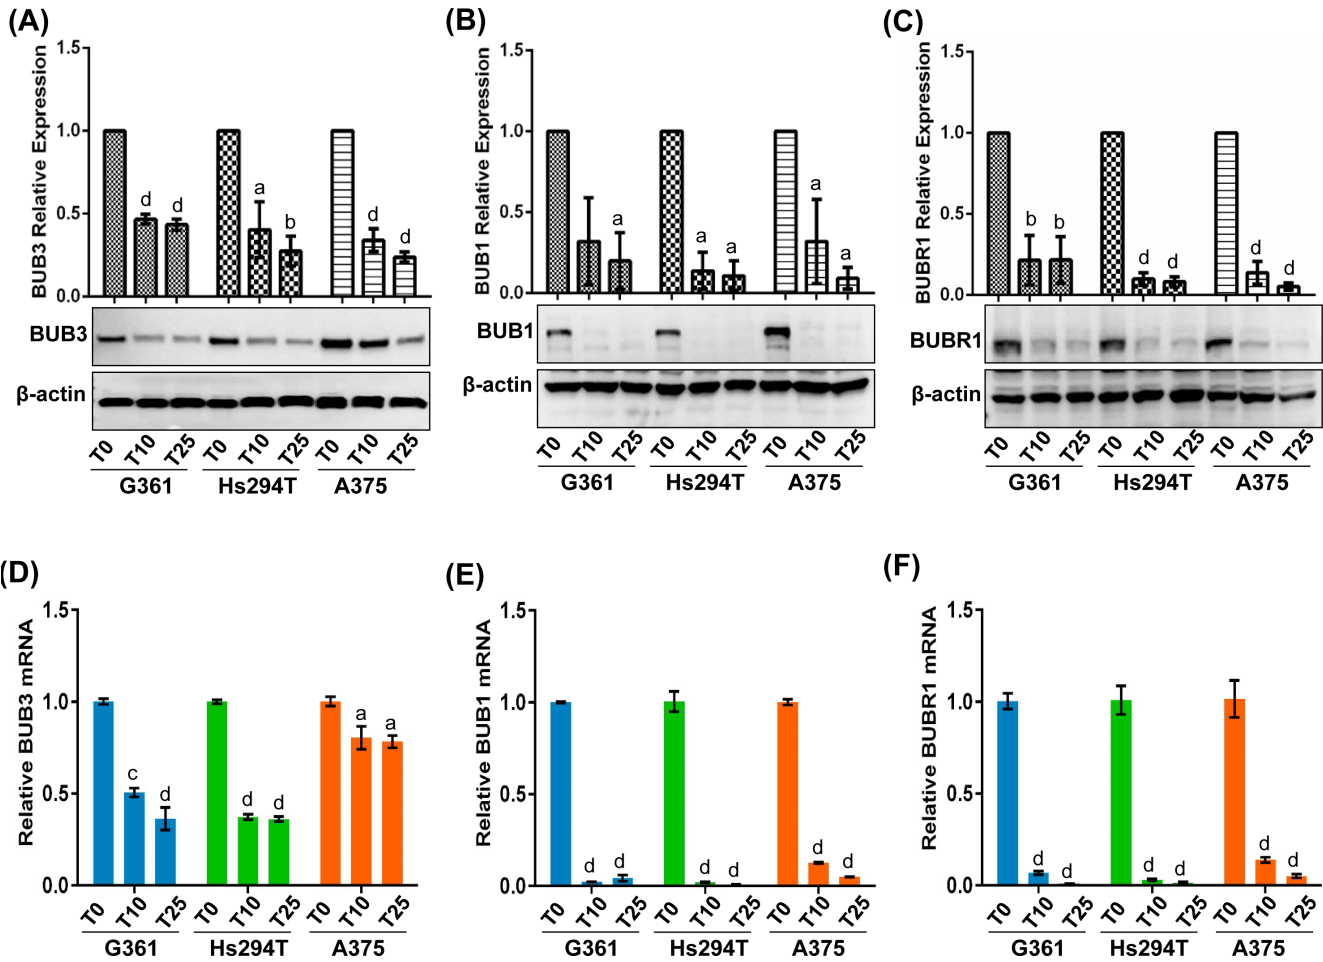 (A)
BUB3 Relative Expression
1.5
1.0
0.5
0.0
d d a b d d
BUB3
β-actin
T0 T10 T25 T0 T10 T25 T0 T10 T25
G361 Hs294T A375
(B)
BUB1 Relative Expression
1.5
1.0
0.5
0.0
a a a a a
BUB1
β-actin
T0 T10 T25 T0 T10 T25 T0 T10 T25
G361 Hs294T A375
(C)
BUBR1 Relative Expression
1.5
1.0
0.5
0.0
b b d d d d
BUBR1
β-actin
T0 T10 T25 T0 T10 T25 T0 T10 T25
G361 Hs294T A375
(D)
Relative BUB3 mRNA
1.5
1.0
0.5
0.0
c d d d a a
T0 T10 T25 T0 T10 T25 T0 T10 T25
G361 Hs294T A375
(E)
Relative BUB1 mRNA
1.5
1.0
0.5
0.0
d d d d d d
T0 T10 T25 T0 T10 T25 T0 T10 T25
G361 Hs294T A375
(F)
Relative BUBR1 mRNA
1.5
1.0
0.5
0.0
d d d d d d
T0 T10 T25 T0 T10 T25 T0 T10 T25
G361 Hs294T A375